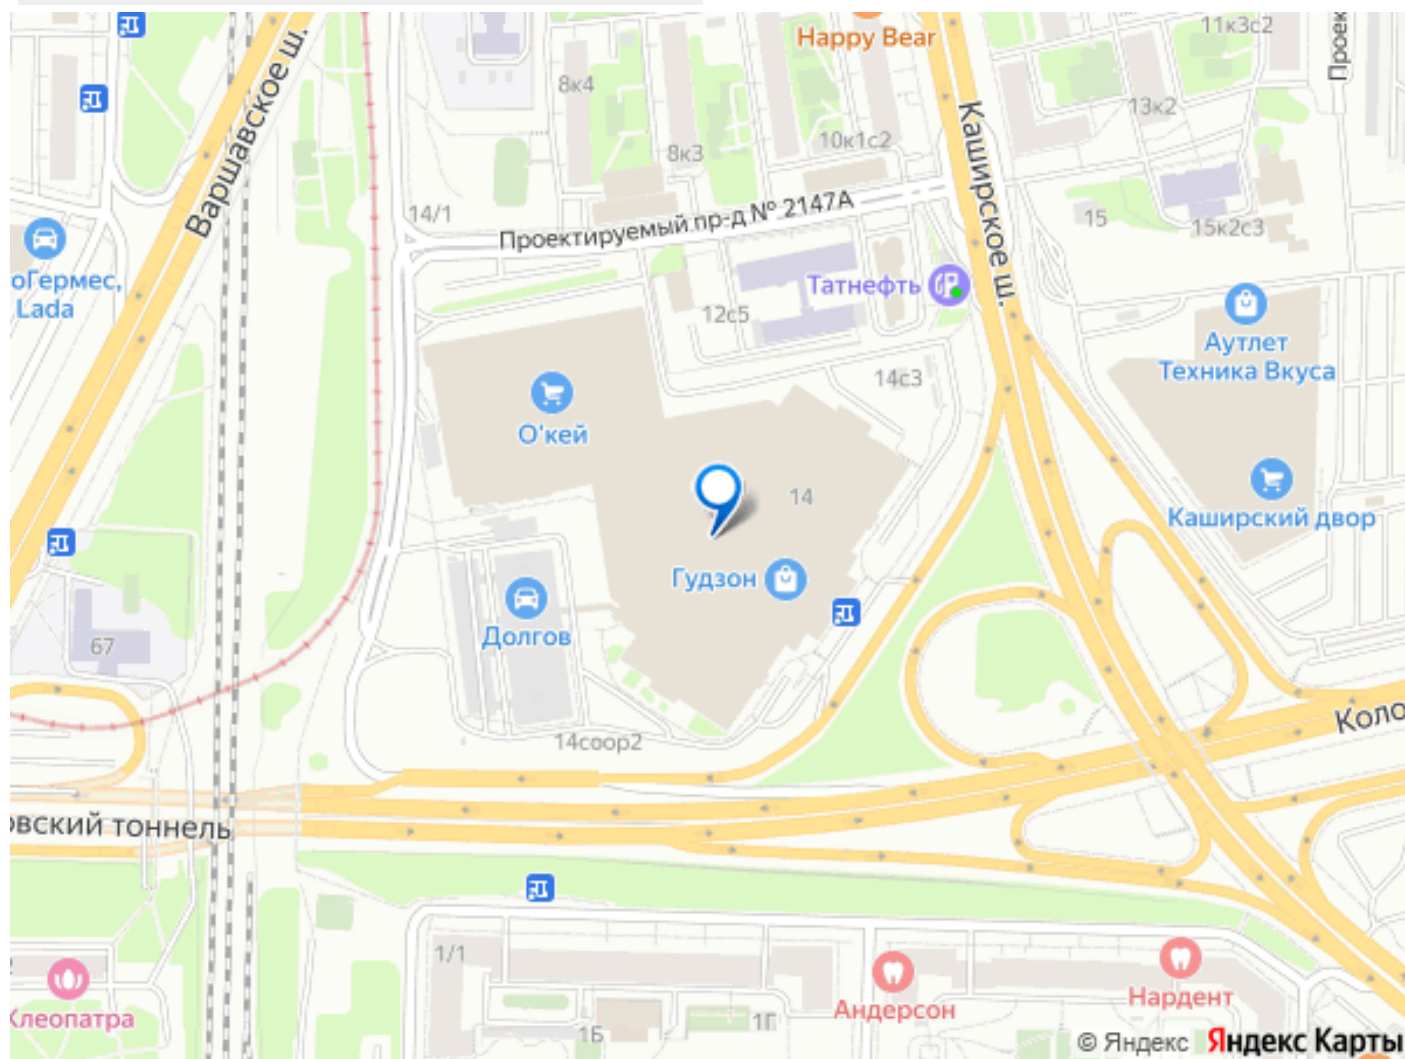 Happy Bear
11к3с2
Проек
8к4
13к2
Варшавское ш.
Каширское ш.
10к1с2
8к3
14/1
Проектируемый пр-д № 2147А
15
15к2с3
оГермес,
Lada
Татнефть
12с5
Аутлет
Техника Вкуса
14с3
О'кей
14
Каширский двор
Гудзон
Долгов
67
14соор2
Коло
овский тоннель
1/1
Андерсон
Нардент
Клеопатра
1Б
1Г
© Яндекс Яндекс Карты